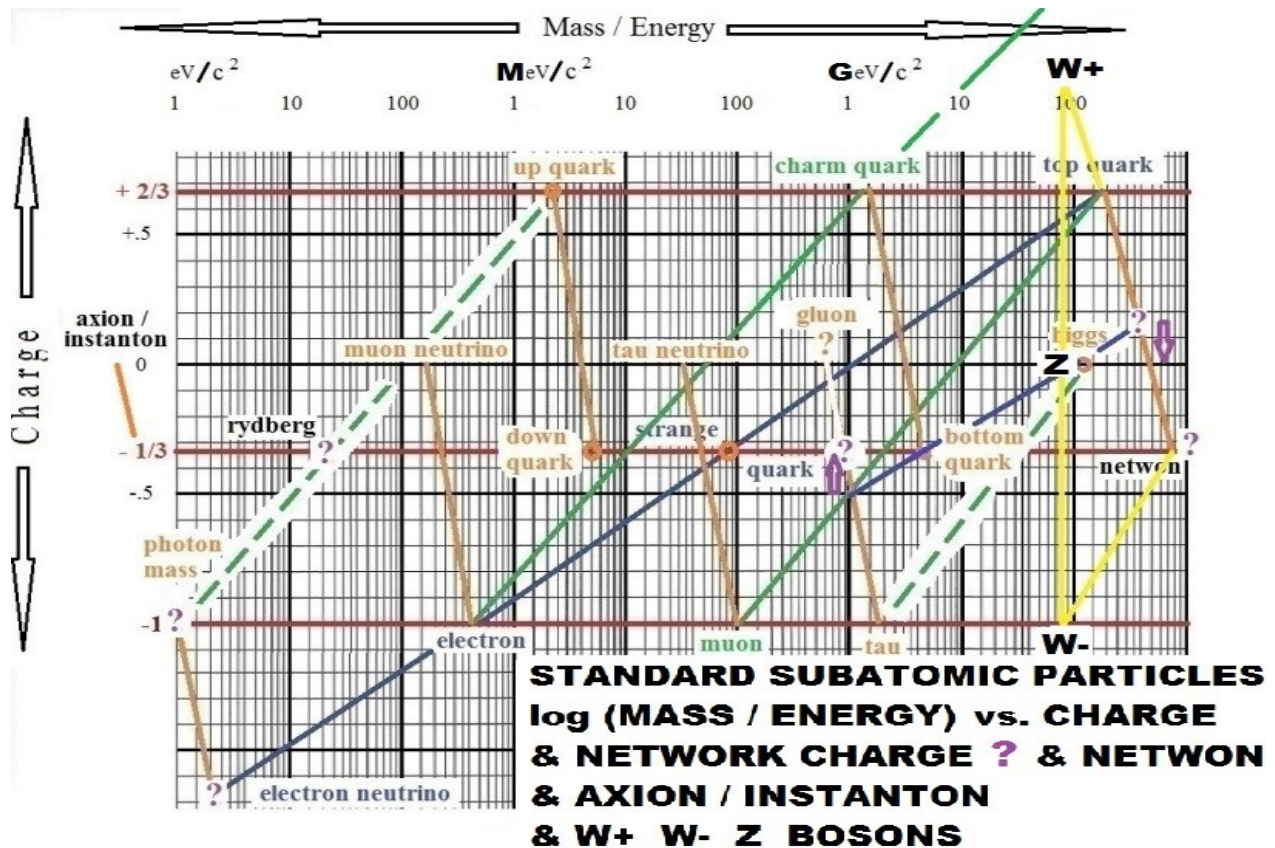 Mass / Energy
eV/c 2 MeV/c 2 GeV/c 2 W+
1 10 100 1 10 100 1 10 100
up quark charm quark top quark
+ 2/3
+.5
gluon
?
?
axion / instanton
muon neutrino tau neutrino higgs
0 Z
Charge
rydberg
?
down quark
strange quark
?
bottom quark
?
- 1/3
netwon
-.5
photon mass
-1 ?
electron muon tau W-
?
electron neutrino
STANDARD SUBATOMIC PARTICLES
log (MASS / ENERGY) vs. CHARGE
& NETWORK CHARGE ? & NETWON
& AXION / INSTANTON
& W+ W- Z BOSONS